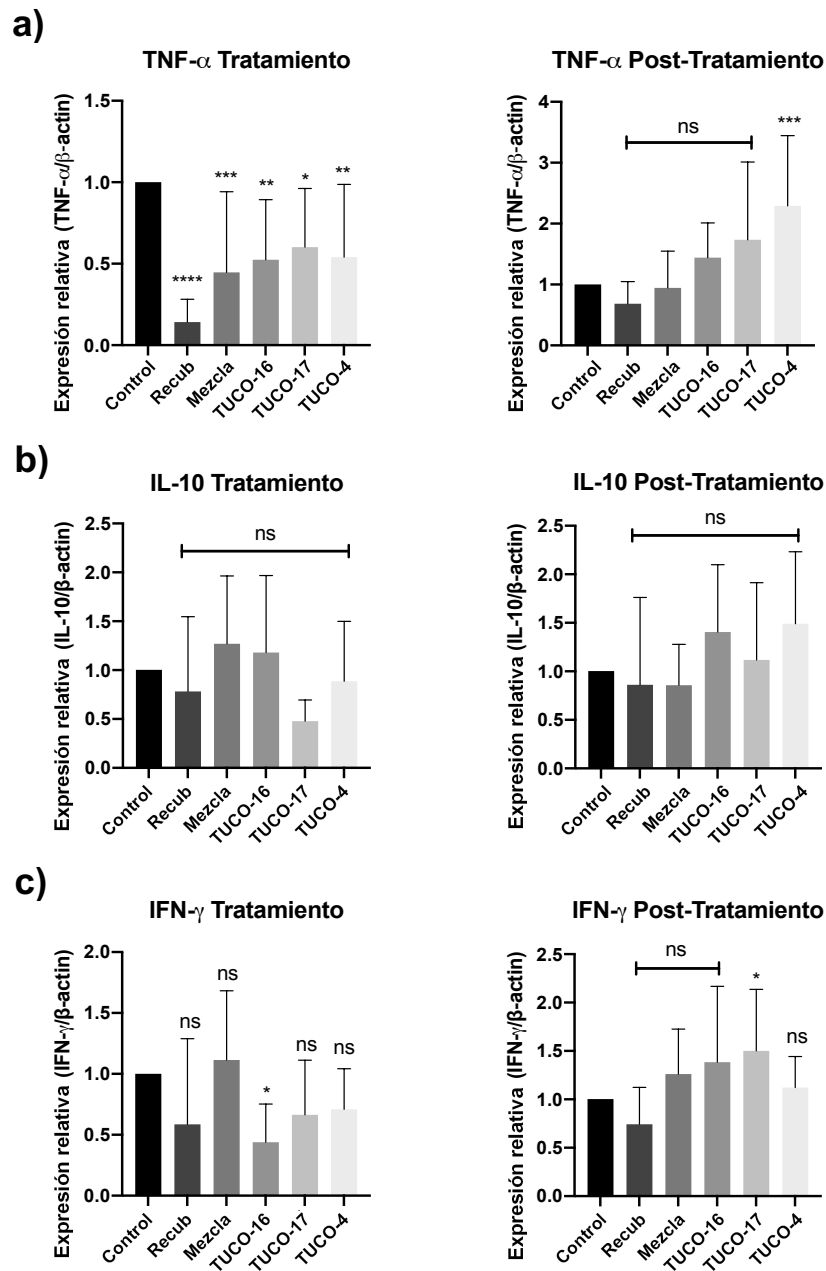 a)
TNF-α Tratamiento
Expresión relativa (TNF-α/β-actin)
1.5
1.0
0.5
0.0
****
***
**
*
**
Control
Recub
Mezcla
TUCO-16
TUCO-17
TUCO-4
TNF-α Post-Tratamiento
Expresión relativa (TNF-α/β-actin)
4
3
2
1
0
ns
***
Control
Recub
Mezcla
TUCO-16
TUCO-17
TUCO-4
b)
IL-10 Tratamiento
Expresión relativa (IL-10/β-actin)
2.5
2.0
1.5
1.0
0.5
0.0
ns
Control
Recub
Mezcla
TUCO-16
TUCO-17
TUCO-4
IL-10 Post-Tratamiento
Expresión relativa (IL-10/β-actin)
2.5
2.0
1.5
1.0
0.5
0.0
ns
Control
Recub
Mezcla
TUCO-16
TUCO-17
TUCO-4
c)
IFN-γ Tratamiento
Expresión relativa (IFN-γ/β-actin)
2.0
1.5
1.0
0.5
0.0
ns
ns
*
ns
ns
Control
Recub
Mezcla
TUCO-16
TUCO-17
TUCO-4
IFN-γ Post-Tratamiento
Expresión relativa (IFN-γ/β-actin)
2.5
2.0
1.5
1.0
0.5
0.0
ns
*
ns
Control
Recub
Mezcla
TUCO-16
TUCO-17
TUCO-4